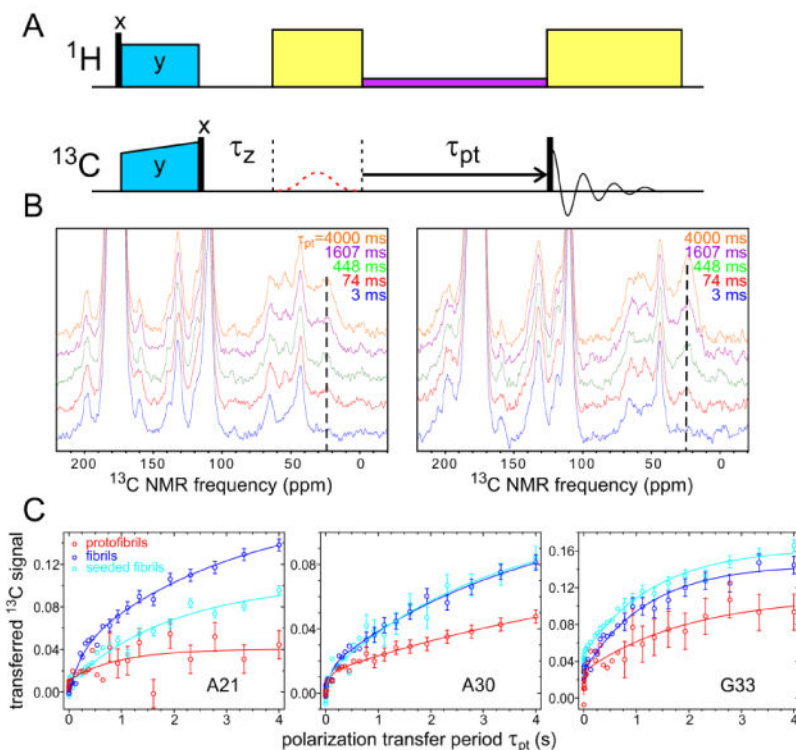 A
x
¹H
y
x
¹³C
y
τz
τpt
B
τpt=4000 ms
1607 ms
448 ms
74 ms
3 ms
4000 ms
1607 ms
448 ms
74 ms
3 ms
200 150 100 50 0
200 150 100 50 0
¹³C NMR frequency (ppm)
¹³C NMR frequency (ppm)
C
transferred ¹³C signal
protofibrils
fibrils
seeded fibrils
0.12
0.08
0.04
0.00
A21
0 1 2 3 4
0.08
0.04
0.00
A30
0 1 2 3 4
0.16
0.12
0.08
0.04
0.00
G33
0 1 2 3 4
polarization transfer period τpt (s)